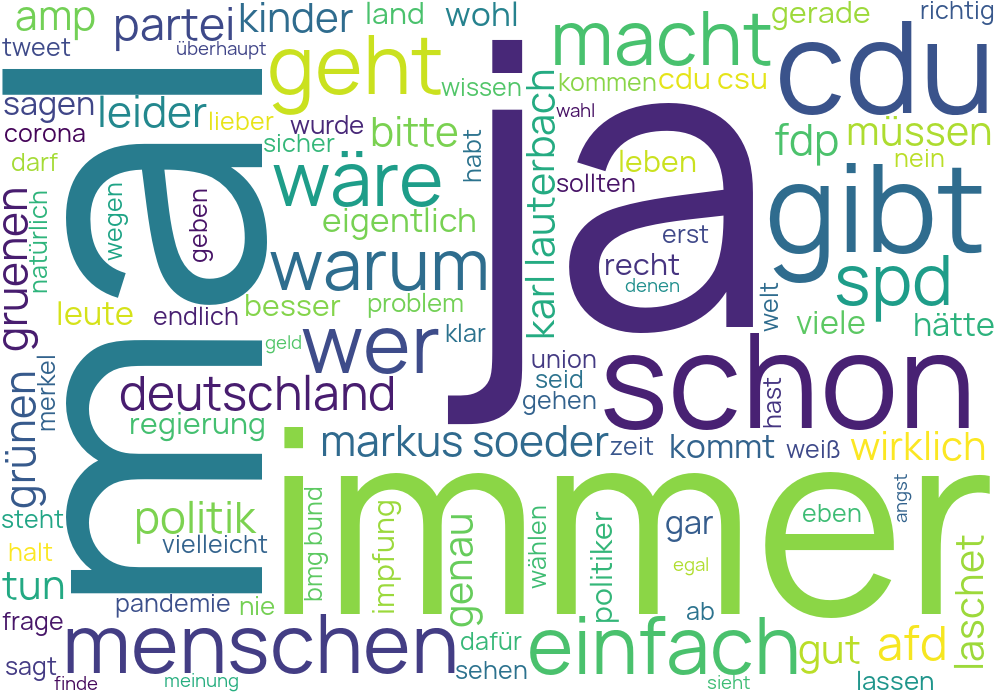 amp
partei
kinder
land
wohl
macht
gerade
richtig
tweet
überhaupt
geht
wissen
kommen
cdu csu
cdu
mal
ja
sagen
leider
lieber
wurde
bitte
habt
karl lauterbach
wahl
fdp
müssen
corona
sicher
nein
darf
wäre
leben
sollten
gibt
gruenen
natürlich
wegen
geben
eigentlich
erst
warum
recht
denen
spd
welt
leute
endlich
besser
problem
viele
hätte
geld
wer
klar
schon
grünen
merkel
deutschland
union
seid
gehen
hast
regierung
markus soeder
zeit
kommt
weiß
wirklich
immer
steht
politik
vielleicht
bmg bund
impfung
genau
wählen
politiker
gar
eben
angst
halt
egal
laschet
tun
pandemie
nie
ab
frage
menschen
dafür
einfach
gut
afd
sagt
finde
meinung
sehen
sieht
lassen